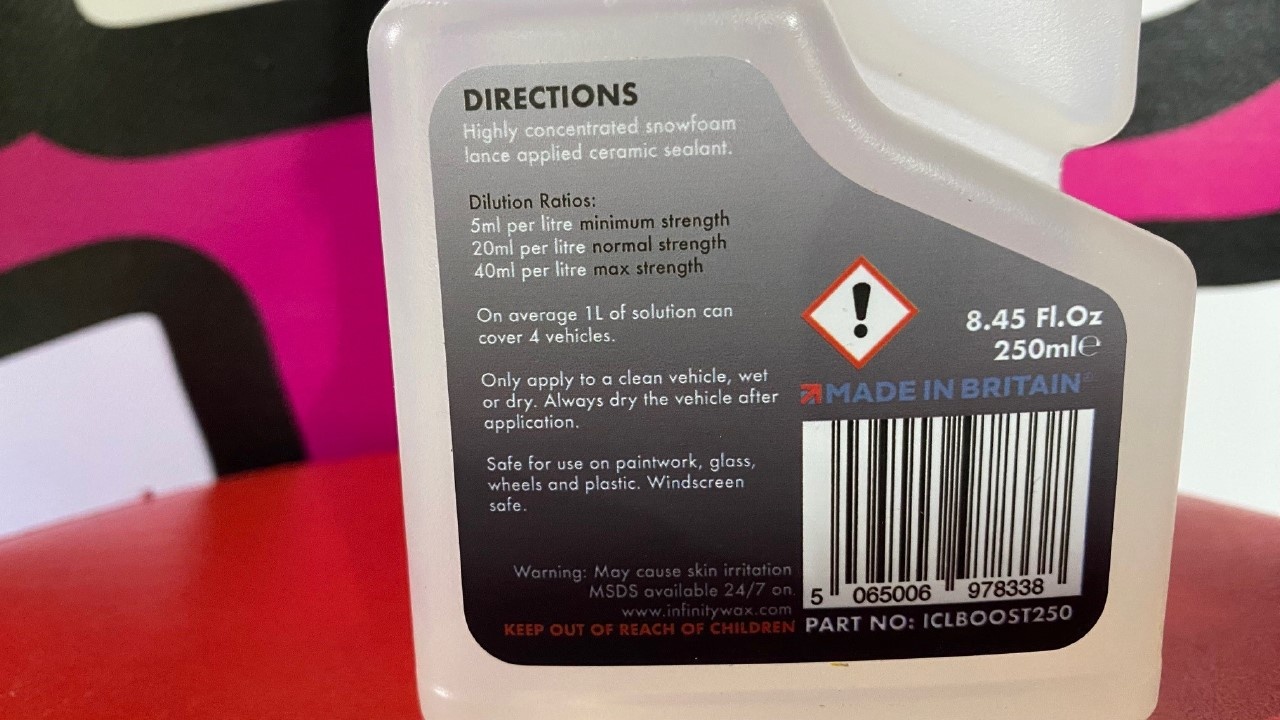 DIRECTIONS
Highly concentrated snowfoam
lance applied ceramic sealant.
Dilution Ratios:
5ml per litre minimum strength
20ml per litre normal strength
40ml per litre max strength
On average 1L of solution can
cover 4 vehicles.
Only apply to a clean vehicle, wet
or dry. Always dry the vehicle after
application.
Safe for use on paintwork, glass,
wheels and plastic. Windscreen
safe.
Warning: May cause skin irritation
MSDS available 24/7 on
www.infinitywax.com
KEEP OUT OF REACH OF CHILDREN
8.45 Fl.Oz
250ml℮
MADE IN BRITAIN
5 065006 978338
PART NO: ICLBOOST250